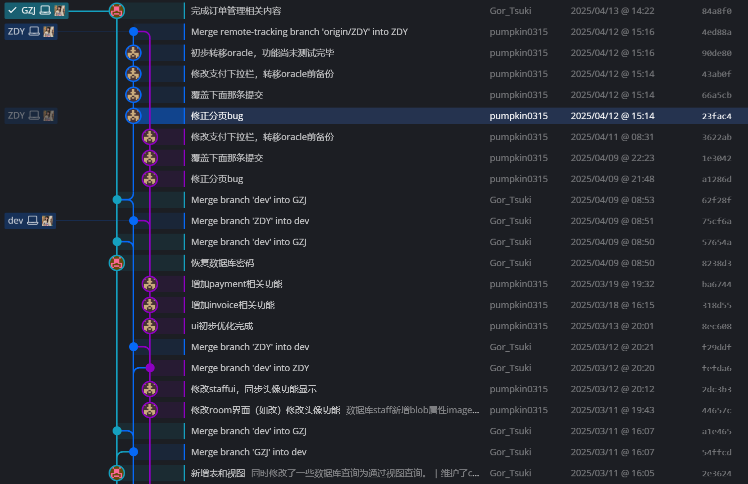 GZJ 完成订单管理相关内容 Gor_Tsuki 2025/04/13 @ 14:22 84a8f0
ZDY Merge remote-tracking branch 'origin/ZDY' into ZDY pumpkin0315 2025/04/12 @ 15:16 4ed88a
初步转移oracle，功能尚未测试完毕 pumpkin0315 2025/04/12 @ 15:16 90de80
修改支付下拉栏，转移oracle前备份 pumpkin0315 2025/04/12 @ 15:14 43ab0f
覆盖下面那条提交 pumpkin0315 2025/04/12 @ 15:14 66a5cb
ZDY 修正分页bug pumpkin0315 2025/04/12 @ 15:14 23fac4
修改支付下拉栏，转移oracle前备份 pumpkin0315 2025/04/11 @ 08:31 3622ab
覆盖下面那条提交 pumpkin0315 2025/04/09 @ 22:23 1e3042
修正分页bug pumpkin0315 2025/04/09 @ 21:48 a1286d
Merge branch 'dev' into GZJ Gor_Tsuki 2025/04/09 @ 08:53 62f28f
dev Merge branch 'ZDY' into dev Gor_Tsuki 2025/04/09 @ 08:51 75cf6a
Merge branch 'dev' into GZJ Gor_Tsuki 2025/04/09 @ 08:50 57654a
恢复数据库密码 Gor_Tsuki 2025/04/09 @ 08:50 8238d3
增加payment相关功能 pumpkin0315 2025/03/19 @ 19:32 ba6744
增加invoice相关功能 pumpkin0315 2025/03/18 @ 16:15 318d55
ui初步优化完成 pumpkin0315 2025/03/13 @ 20:01 8ec608
Merge branch 'ZDY' into dev Gor_Tsuki 2025/03/12 @ 20:21 f29ddf
Merge branch 'dev' into ZDY Gor_Tsuki 2025/03/12 @ 20:20 fefda6
修改staffui，同步头像功能显示 pumpkin0315 2025/03/12 @ 20:12 2dc3b3
修改room界面（如改）修改头像功能 数据库staff新增blob属性image... pumpkin0315 2025/03/11 @ 19:43 44657c
Merge branch 'dev' into GZJ Gor_Tsuki 2025/03/11 @ 16:07 a1e465
Merge branch 'GZJ' into dev Gor_Tsuki 2025/03/11 @ 16:07 54ffcd
新增表和视图 同时修改了一些数据库查询为通过视图查询。 | 维护了c... Gor_Tsuki 2025/03/11 @ 16:05 2e3624